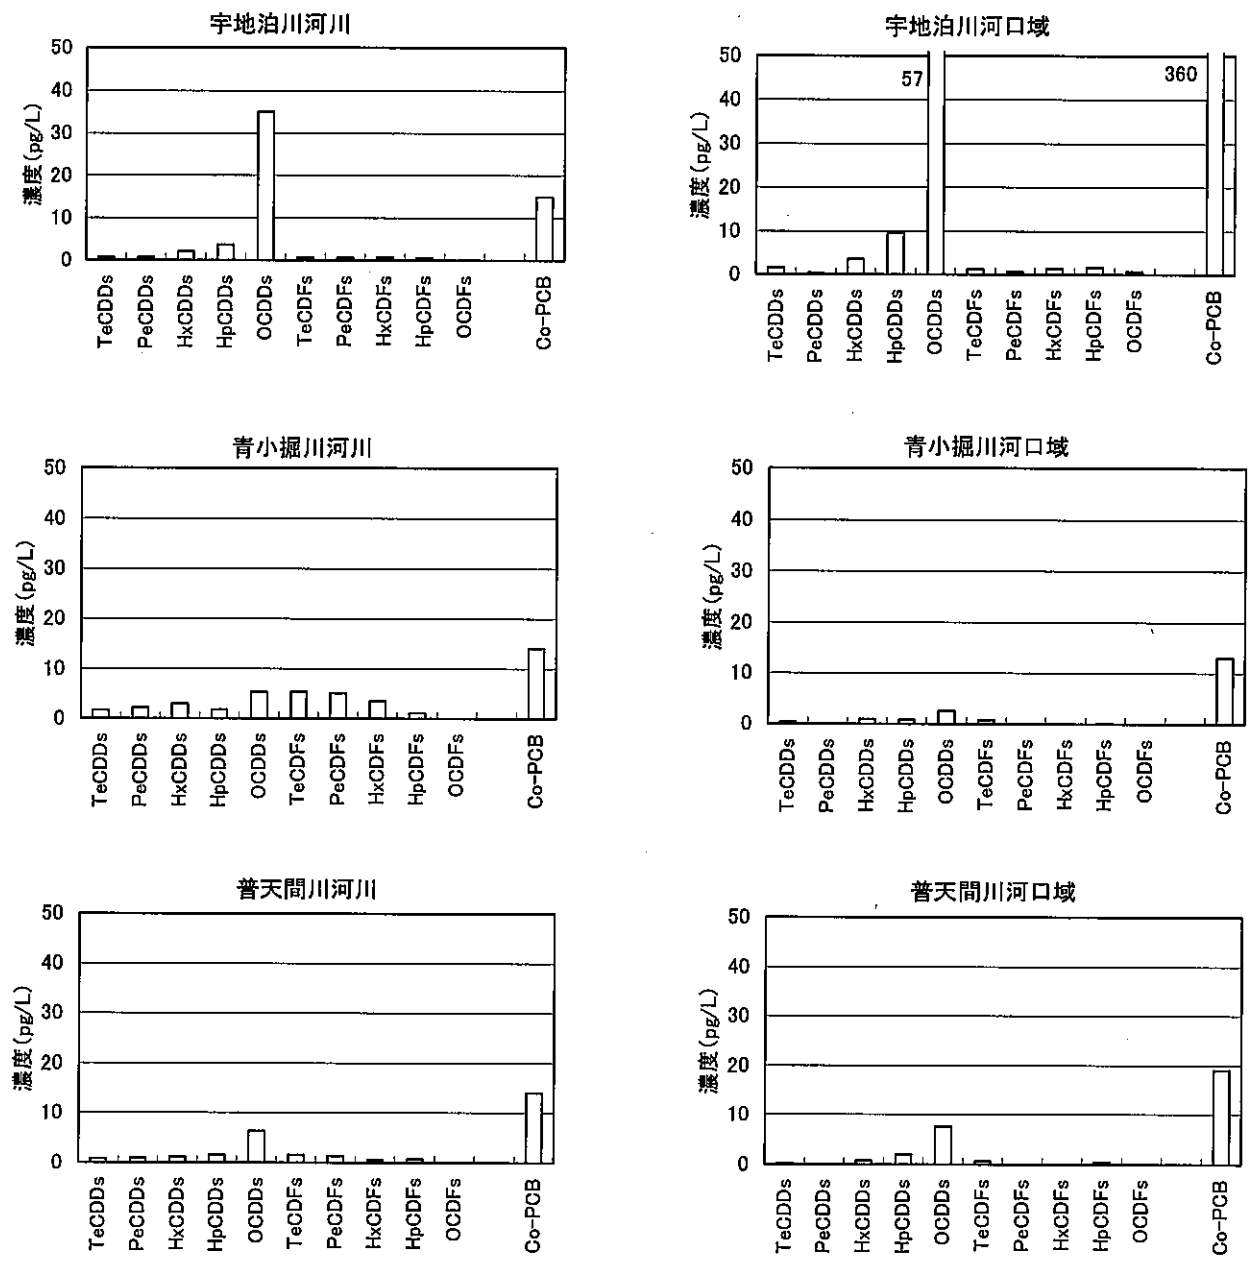 宇地泊川河川
濃度(pg/L)
50
40
30
20
10
0
TeCDDs
PeCDDs
HxCDDs
HpCDDs
OCDDs
TeCDFs
PeCDFs
HxCDFs
HpCDFs
OCDFs
Co-PCB
宇地泊川河口域
濃度(pg/L)
50
40
30
20
10
0
57
360
TeCDDs
PeCDDs
HxCDDs
HpCDDs
OCDDs
TeCDFs
PeCDFs
HxCDFs
HpCDFs
OCDFs
Co-PCB
青小掘川河川
濃度(pg/L)
50
40
30
20
10
0
TeCDDs
PeCDDs
HxCDDs
HpCDDs
OCDDs
TeCDFs
PeCDFs
HxCDFs
HpCDFs
OCDFs
Co-PCB
青小掘川河口域
濃度(pg/L)
50
40
30
20
10
0
TeCDDs
PeCDDs
HxCDDs
HpCDDs
OCDDs
TeCDFs
PeCDFs
HxCDFs
HpCDFs
OCDFs
Co-PCB
普天間川河川
濃度(pg/L)
50
40
30
20
10
0
TeCDDs
PeCDDs
HxCDDs
HpCDDs
OCDDs
TeCDFs
PeCDFs
HxCDFs
HpCDFs
OCDFs
Co-PCB
普天間川河口域
濃度(pg/L)
50
40
30
20
10
0
TeCDDs
PeCDDs
HxCDDs
HpCDDs
OCDDs
TeCDFs
PeCDFs
HxCDFs
HpCDFs
OCDFs
Co-PCB